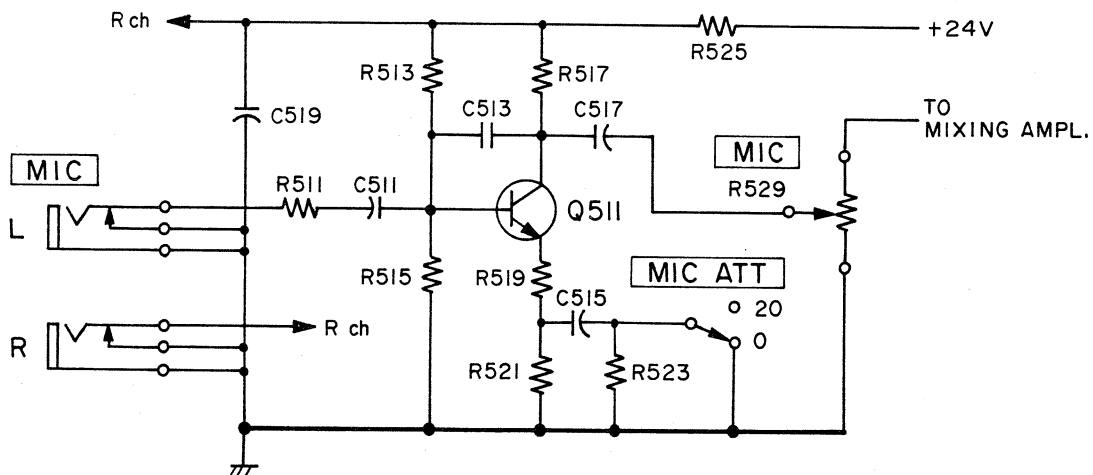 R ch
+24V
R525
R513
R517
C519
C513
C517
TO
MIXING AMPL.
MIC
MIC
R529
R511
C511
Q511
L
R515
R519
MIC ATT
C515
20
R ch
0
R
R521
R523